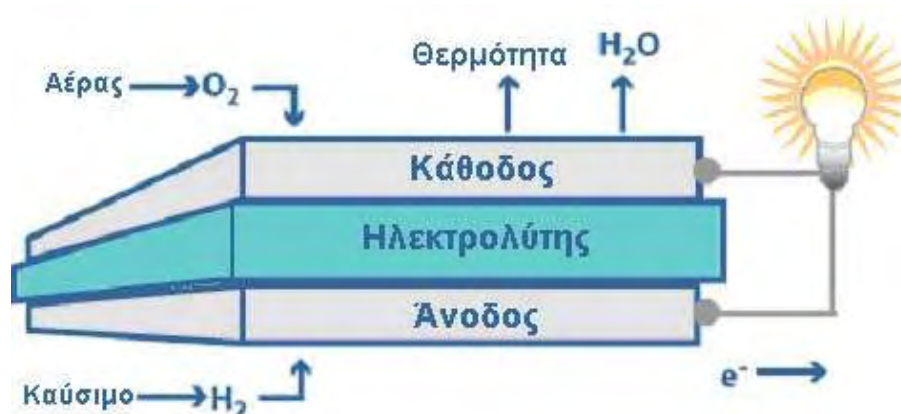 Θερμότητα H₂O
Αέρας O₂
Κάθοδος
Ηλεκτρολύτης
Άνοδος
e⁻
Καύσιμο H₂